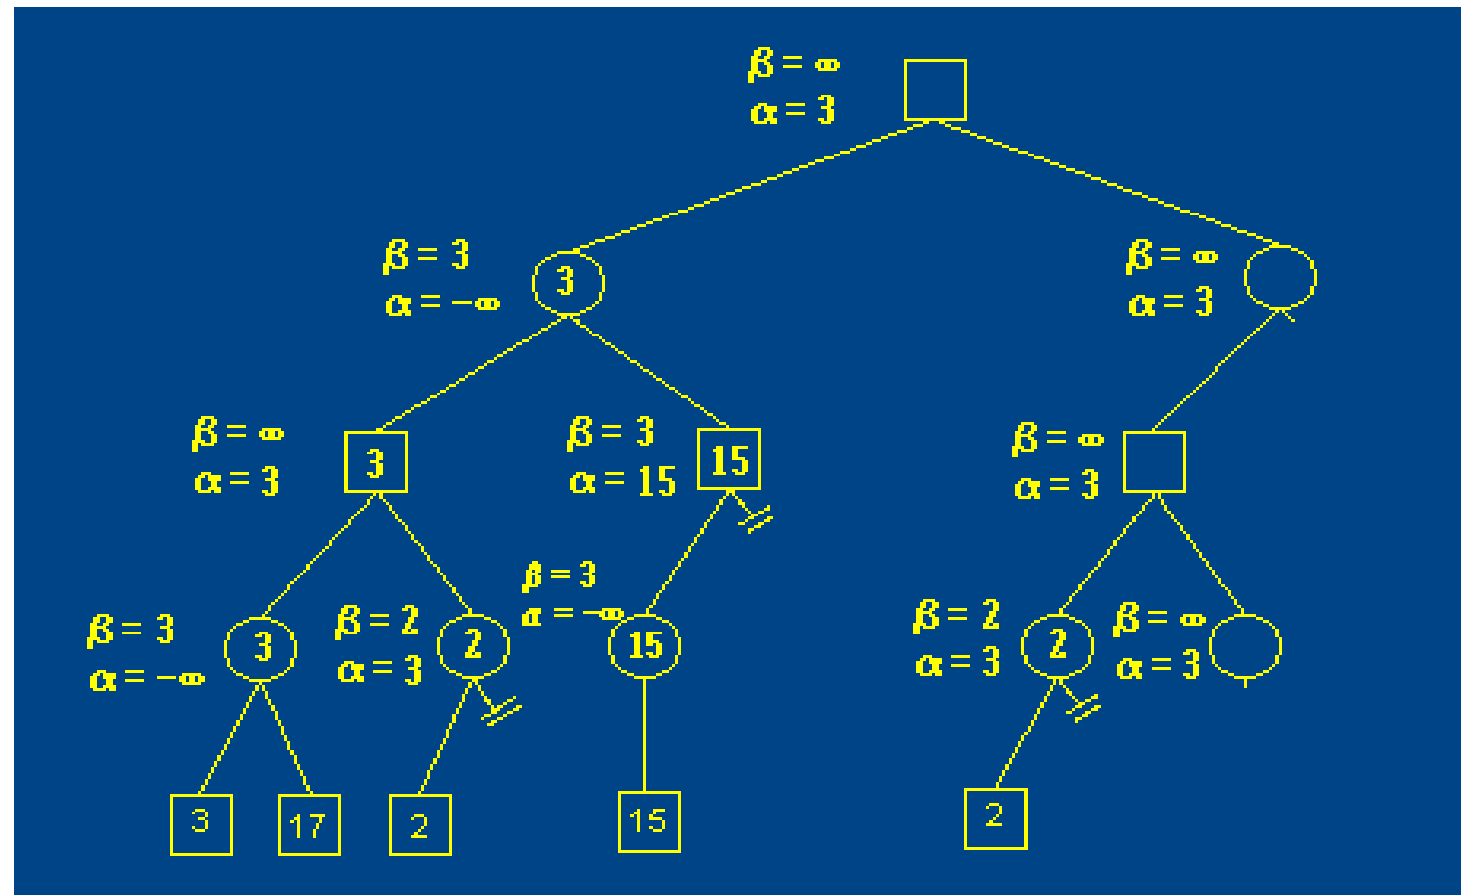 β = ∞
α = 3
β = 3
α = −∞
3
β = ∞
α = 3
β = ∞
α = 3
3
β = 3
α = 15
15
β = ∞
α = 3
β = 3
α = −∞
3
β = 2
α = 3
2
β = 3
α = −∞
15
β = 2
α = 3
2
β = ∞
α = 3
3
17
2
15
2